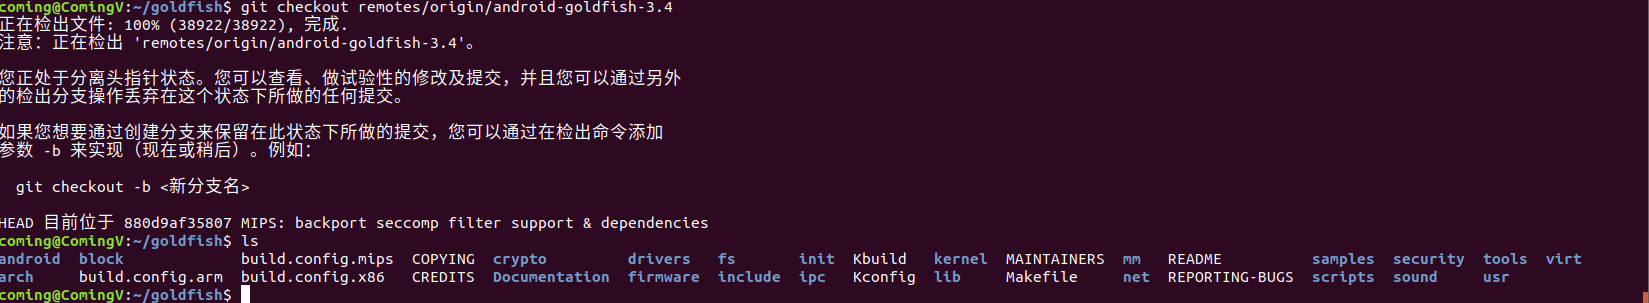 coming@ComingV:~/goldfish$ git checkout remotes/origin/android-goldfish-3.4
正在检出文件: 100% (38922/38922), 完成.
注意：正在检出 'remotes/origin/android-goldfish-3.4'。
您正处于分离头指针状态。您可以查看、做试验性的修改及提交，并且您可以通过另外
的检出分支操作丢弃在这个状态下所做的任何提交。
如果您想要通过创建分支来保留在此状态下所做的提交，您可以通过在检出命令添加
参数 -b 来实现（现在或稍后）。例如：
git checkout -b <新分支名>
HEAD 目前位于 880d9af35807 MIPS: backport seccomp filter support & dependencies
coming@ComingV:~/goldfish$ ls
android block build.config.mips COPYING crypto drivers fs init Kbuild kernel MAINTAINERS mm README samples security tools virt
arch build.config.arm build.config.x86 CREDITS Documentation firmware include ipc Kconfig lib Makefile net REPORTING-BUGS scripts sound usr
coming@ComingV:~/goldfish$